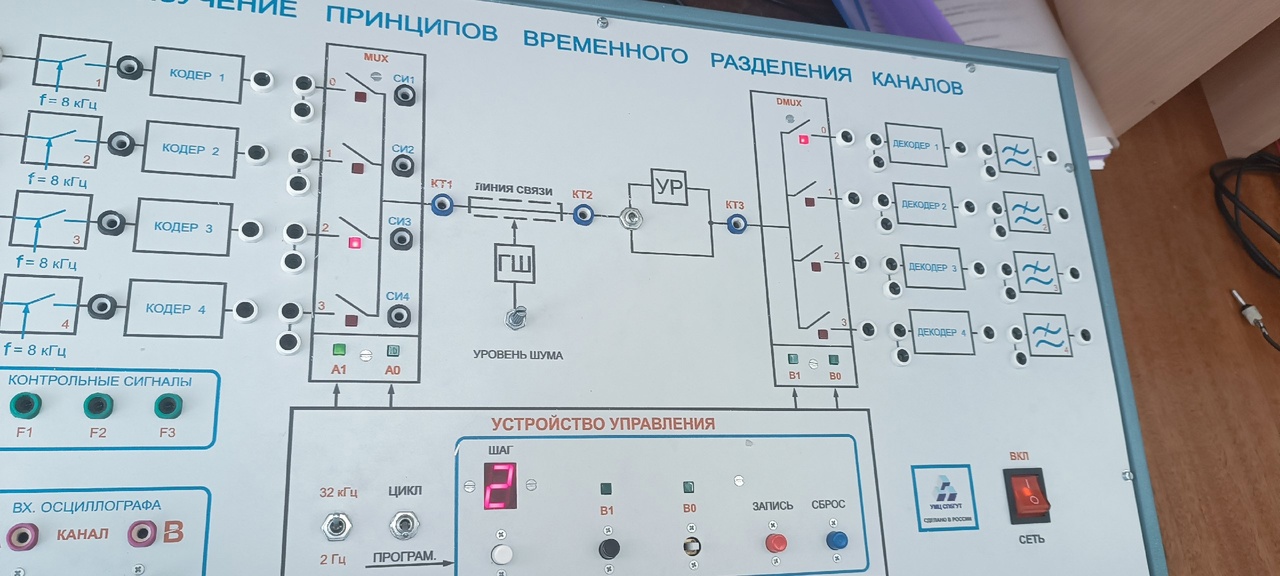 ИЗУЧЕНИЕ ПРИНЦИПОВ ВРЕМЕННОГО РАЗДЕЛЕНИЯ КАНАЛОВ
1
КОДЕР 1
f = 8 кГц
2
КОДЕР 2
f = 8 кГц
3
КОДЕР 3
f = 8 кГц
4
КОДЕР 4
f = 8 кГц
MUX
0
СИ1
1
СИ2
2
СИ3
3
СИ4
A1 A0
КТ1
ЛИНИЯ СВЯЗИ
КТ2
ГШ
УРОВЕНЬ ШУМА
УР
КТ3
DMUX
0
1
2
3
B1 B0
ДЕКОДЕР 1
1
ДЕКОДЕР 2
2
ДЕКОДЕР 3
3
ДЕКОДЕР 4
4
КОНТРОЛЬНЫЕ СИГНАЛЫ
F1 F2 F3
ВХ. ОСЦИЛЛОГРАФА
КАНАЛ B
УСТРОЙСТВО УПРАВЛЕНИЯ
32 кГц
2 Гц
ЦИКЛ
ПРОГРАМ.
ШАГ
2
B1
B0
ЗАПИСЬ
СБРОС
УМЦ СПбГУТ
СДЕЛАНО В РОССИИ
ВКЛ
СЕТЬ